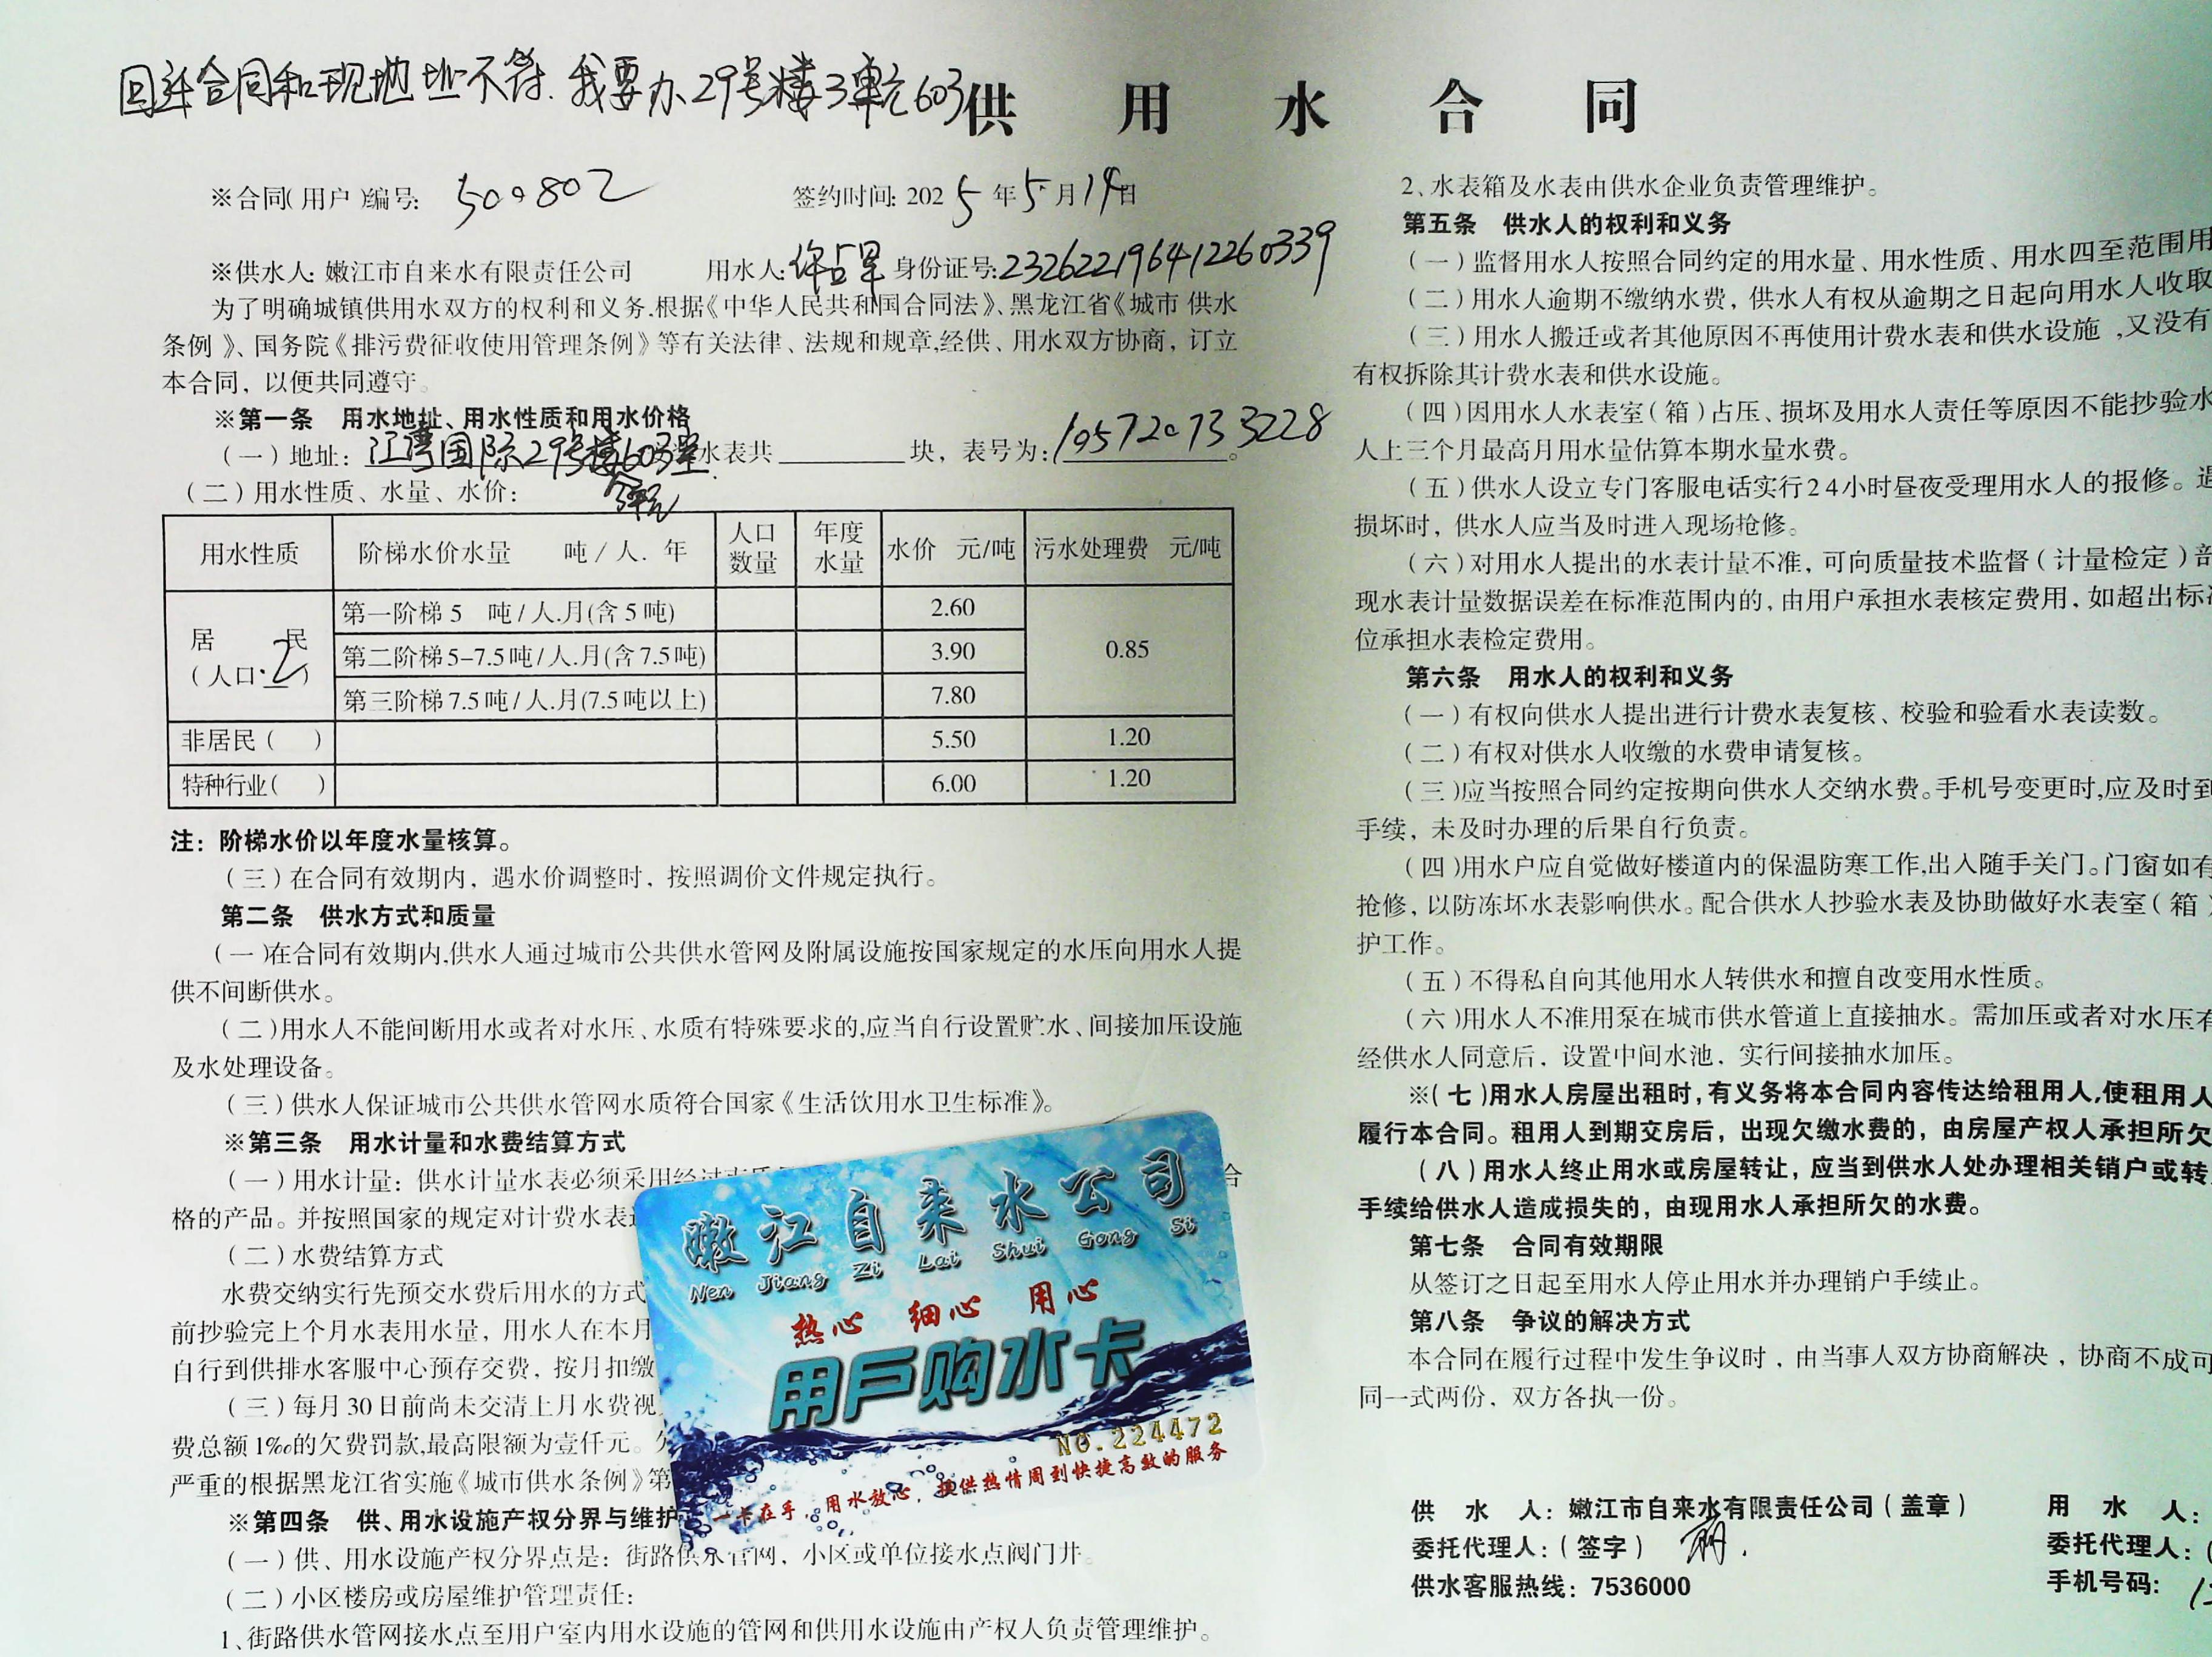 回迁合同和现地址不符.我要办29号楼3单元603
供 用 水 合 同
※合同(用户)编号: 500802 签约时间: 2025年5月14日
※供水人: 嫩江市自来水有限责任公司 用水人: 身份证号: 232622196412260339
为了明确城镇供用水双方的权利和义务.根据《中华人民共和国合同法》、黑龙江省《城市 供水
条例 》、国务院《排污费征收使用管理条例》等有关法律、法规和规章,经供、用水双方协商，订立
本合同，以便共同遵守。
※第一条 用水地址、用水性质和用水价格
(一)地址: 江湾国际29号楼603室 水表共 块，表号为: 195720733228。
3单元
(二)用水性质、水量、水价:
用水性质 阶梯水价水量 吨/人.年 人口数量 年度水量 水价 元/吨 污水处理费 元/吨
居 民 (人口:2) 第一阶梯 5 吨/人.月(含5吨) 2.60 0.85
第二阶梯5-7.5吨/人.月(含7.5吨) 3.90
第三阶梯7.5吨/人.月(7.5吨以上) 7.80
非居民( ) 5.50 1.20
特种行业( ) 6.00 1.20
注: 阶梯水价以年度水量核算。
(三)在合同有效期内，遇水价调整时，按照调价文件规定执行。
第二条 供水方式和质量
(一)在合同有效期内,供水人通过城市公共供水管网及附属设施按国家规定的水压向用水人提
供不间断供水。
(二)用水人不能间断用水或者对水压、水质有特殊要求的,应当自行设置贮水、间接加压设施
及水处理设备。
(三)供水人保证城市公共供水管网水质符合国家《生活饮用水卫生标准》。
※第三条 用水计量和水费结算方式
(一)用水计量: 供水计量水表必须采用经过 合
格的产品。并按照国家的规定对计费水表
(二)水费结算方式
水费交纳实行先预交水费后用水的方式
前抄验完上个月水表用水量，用水人在本月
自行到供排水客服中心预存交费，按月扣缴
(三)每月30日前尚未交清上月水费视
费总额1‰的欠费罚款,最高限额为壹仟元。
严重的根据黑龙江省实施《城市供水条例》第
※第四条 供、用水设施产权分界与维护
(一)供、用水设施产权分界点是: 街路供水管网，小区或单位接水点阀门井。
(二)小区楼房或房屋维护管理责任:
1、街路供水管网接水点至用户室内用水设施的管网和供用水设施由产权人负责管理维护。
嫩江自来水公司
Nen Jiang Zi Lai Shui Gong Si
热心 细心 用心
用户购水卡
NO.224472
一卡在手，用水放心，提供热情周到快捷高效的服务
2、水表箱及水表由供水企业负责管理维护。
第五条 供水人的权利和义务
(一)监督用水人按照合同约定的用水量、用水性质、用水四至范围用
(二)用水人逾期不缴纳水费，供水人有权从逾期之日起向用水人收取
(三)用水人搬迁或者其他原因不再使用计费水表和供水设施,又没有
有权拆除其计费水表和供水设施。
(四)因用水人水表室(箱)占压、损坏及用水人责任等原因不能抄验水
人上三个月最高月用水量估算本期水量水费。
(五)供水人设立专门客服电话实行24小时昼夜受理用水人的报修。遇
损坏时，供水人应当及时进入现场抢修。
(六)对用水人提出的水表计量不准，可向质量技术监督(计量检定)部
现水表计量数据误差在标准范围内的,由用户承担水表核定费用,如超出标准
位承担水表检定费用。
第六条 用水人的权利和义务
(一)有权向供水人提出进行计费水表复核、校验和验看水表读数。
(二)有权对供水人收缴的水费申请复核。
(三)应当按照合同约定按期向供水人交纳水费。手机号变更时,应及时到
手续，未及时办理的后果自行负责。
(四)用水户应自觉做好楼道内的保温防寒工作,出入随手关门。门窗如有
抢修,以防冻坏水表影响供水。配合供水人抄验水表及协助做好水表室(箱)
护工作。
(五)不得私自向其他用水人转供水和擅自改变用水性质。
(六)用水人不准用泵在城市供水管道上直接抽水。需加压或者对水压有
经供水人同意后，设置中间水池，实行间接抽水加压。
※(七)用水人房屋出租时,有义务将本合同内容传达给租用人,使租用人
履行本合同。租用人到期交房后，出现欠缴水费的，由房屋产权人承担所欠
(八)用水人终止用水或房屋转让，应当到供水人处办理相关销户或转
手续给供水人造成损失的，由现用水人承担所欠的水费。
第七条 合同有效期限
从签订之日起至用水人停止用水并办理销户手续止。
第八条 争议的解决方式
本合同在履行过程中发生争议时，由当事人双方协商解决，协商不成可
同一式两份，双方各执一份。
供 水 人: 嫩江市自来水有限责任公司(盖章) 用 水 人:
委托代理人:(签字) 委托代理人:(
供水客服热线: 7536000 手机号码: